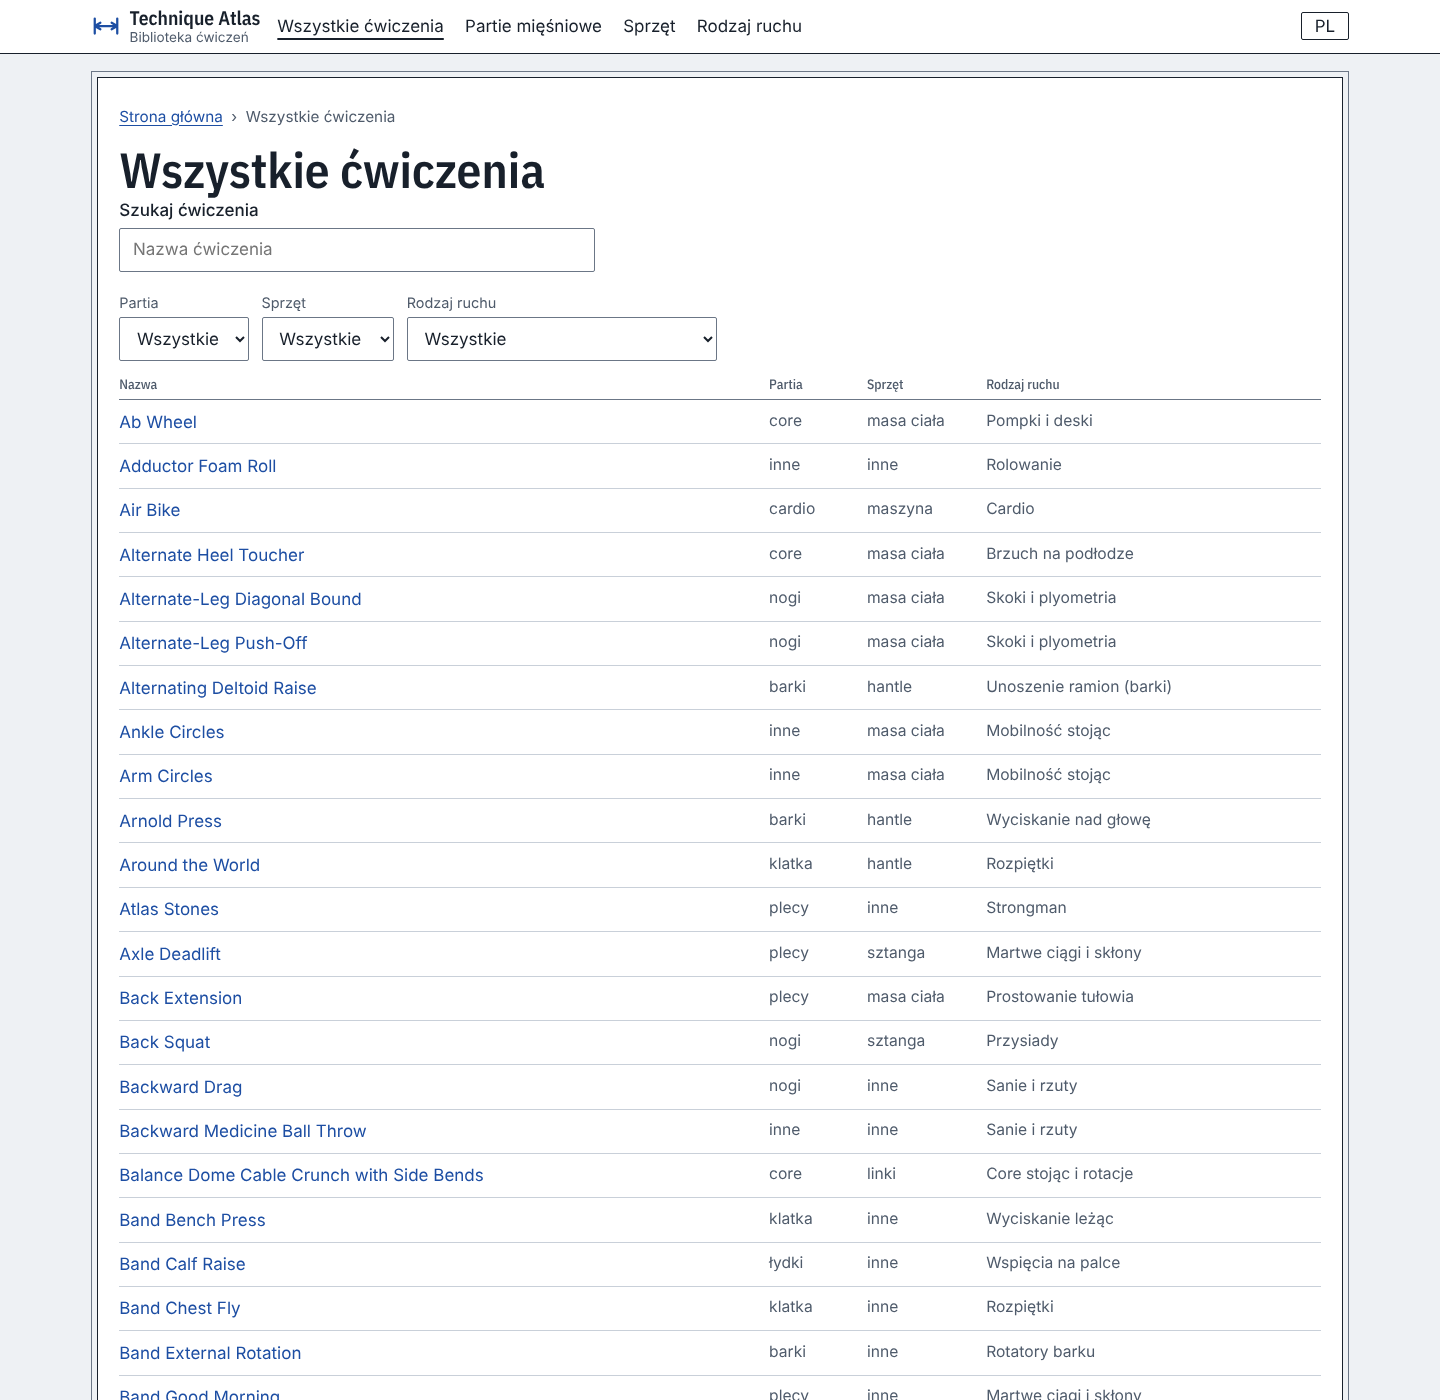 Technique Atlas
Biblioteka ćwiczeń
Wszystkie ćwiczenia Partie mięśniowe Sprzęt Rodzaj ruchu PL
Strona główna › Wszystkie ćwiczenia
Wszystkie ćwiczenia
Szukaj ćwiczenia
Nazwa ćwiczenia
Partia Sprzęt Rodzaj ruchu
Wszystkie Wszystkie Wszystkie
Nazwa Partia Sprzęt Rodzaj ruchu
Ab Wheel core masa ciała Pompki i deski
Adductor Foam Roll inne inne Rolowanie
Air Bike cardio maszyna Cardio
Alternate Heel Toucher core masa ciała Brzuch na podłodze
Alternate-Leg Diagonal Bound nogi masa ciała Skoki i plyometria
Alternate-Leg Push-Off nogi masa ciała Skoki i plyometria
Alternating Deltoid Raise barki hantle Unoszenie ramion (barki)
Ankle Circles inne masa ciała Mobilność stojąc
Arm Circles inne masa ciała Mobilność stojąc
Arnold Press barki hantle Wyciskanie nad głowę
Around the World klatka hantle Rozpiętki
Atlas Stones plecy inne Strongman
Axle Deadlift plecy sztanga Martwe ciągi i skłony
Back Extension plecy masa ciała Prostowanie tułowia
Back Squat nogi sztanga Przysiady
Backward Drag nogi inne Sanie i rzuty
Backward Medicine Ball Throw inne inne Sanie i rzuty
Balance Dome Cable Crunch with Side Bends core linki Core stojąc i rotacje
Band Bench Press klatka inne Wyciskanie leżąc
Band Calf Raise łydki inne Wspięcia na palce
Band Chest Fly klatka inne Rozpiętki
Band External Rotation barki inne Rotatory barku
Band Good Morning plecy inne Martwe ciągi i skłony